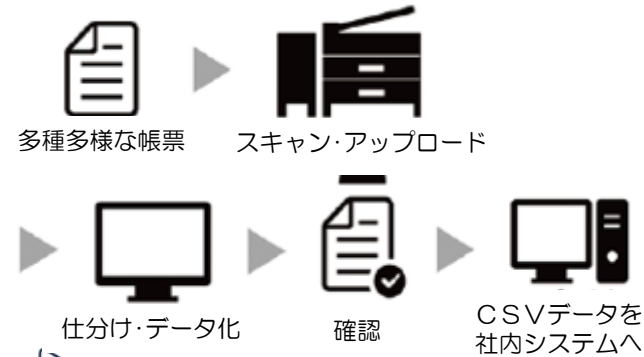 多種多様な帳票
スキャン・アップロード
仕分け・データ化
確認
ＣＳＶデータを
社内システムへ